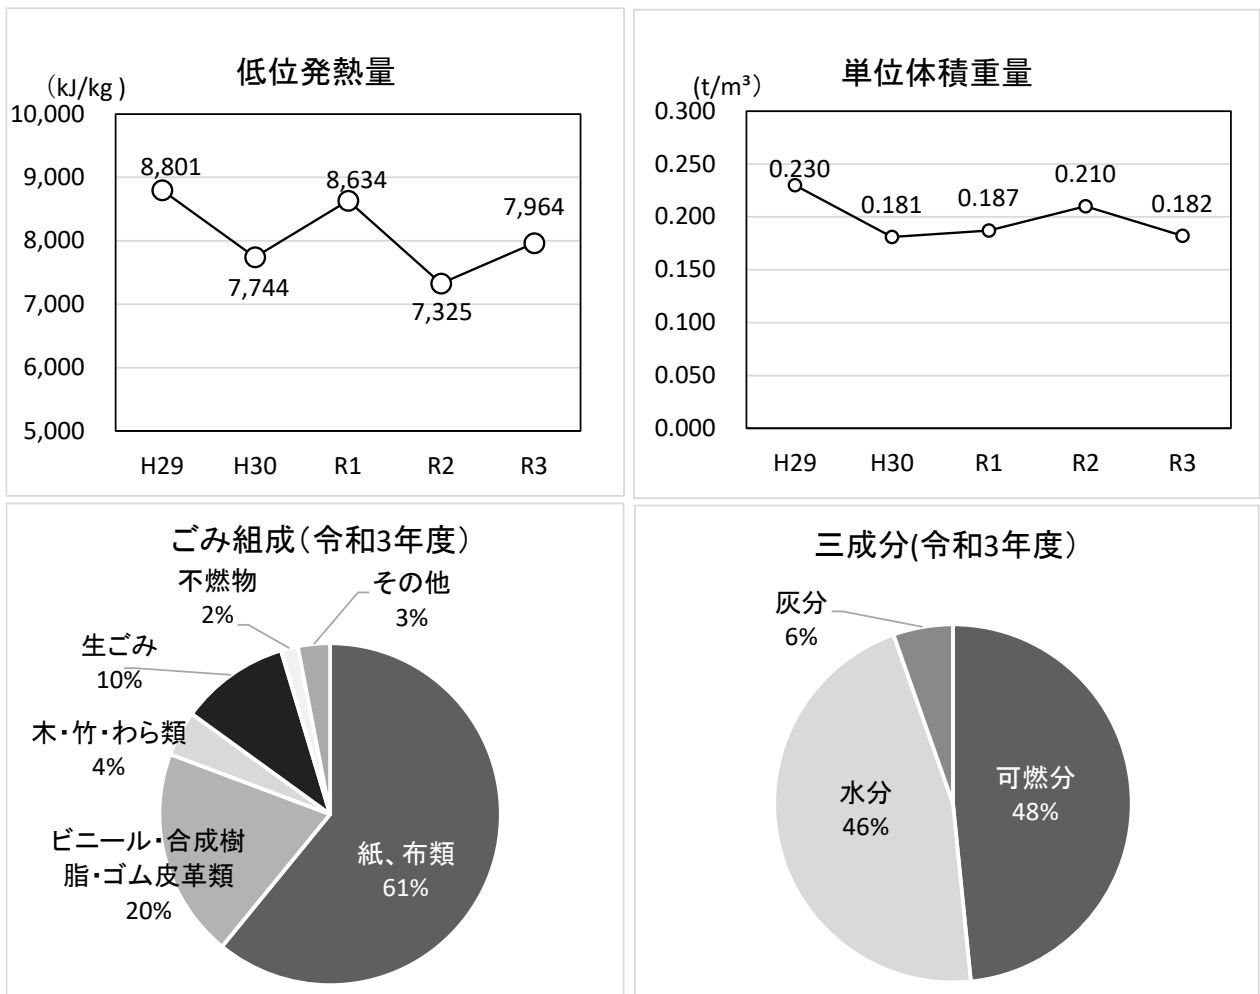 低位発熱量
（kJ/kg )
10,000
9,000
8,000
7,000
6,000
5,000
8,801
7,744
8,634
7,325
7,964
H29 H30 R1 R2 R3
単位体積重量
(t/m³）
0.300
0.250
0.200
0.150
0.100
0.050
0.000
0.230
0.181
0.187
0.210
0.182
H29 H30 R1 R2 R3
ごみ組成（令和3年度）
不燃物
2%
その他
3%
生ごみ
10%
木・竹・わら類
4%
ビニール・合成樹
脂・ゴム皮革類
20%
紙、布類
61%
三成分(令和3年度）
灰分
6%
水分
46%
可燃分
48%